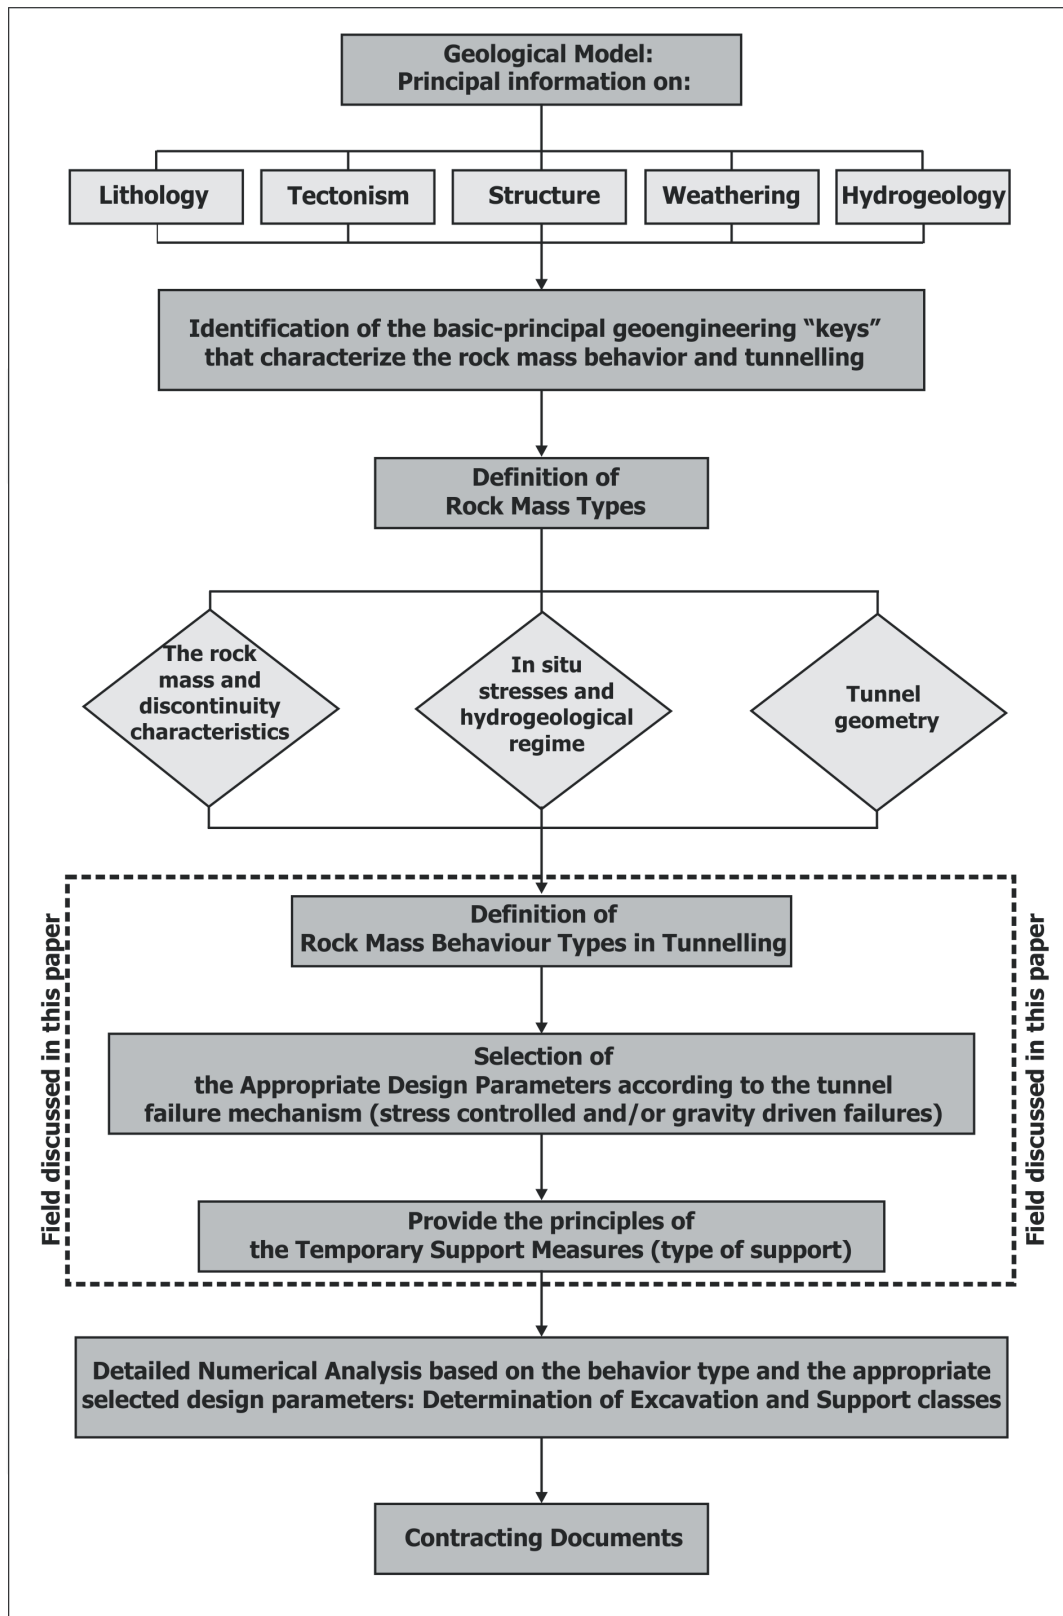 Geological Model:
Principal information on:
Lithology
Tectonism
Structure
Weathering
Hydrogeology
Identification of the basic-principal geoengineering “keys”
that characterize the rock mass behavior and tunnelling
Definition of
Rock Mass Types
The rock
mass and
discontinuity
characteristics
In situ
stresses and
hydrogeological
regime
Tunnel
geometry
Field discussed in this paper
Definition of
Rock Mass Behaviour Types in Tunnelling
Selection of
the Appropriate Design Parameters according to the tunnel
failure mechanism (stress controlled and/or gravity driven failures)
Provide the principles of
the Temporary Support Measures (type of support)
Field discussed in this paper
Detailed Numerical Analysis based on the behavior type and the appropriate
selected design parameters: Determination of Excavation and Support classes
Contracting Documents